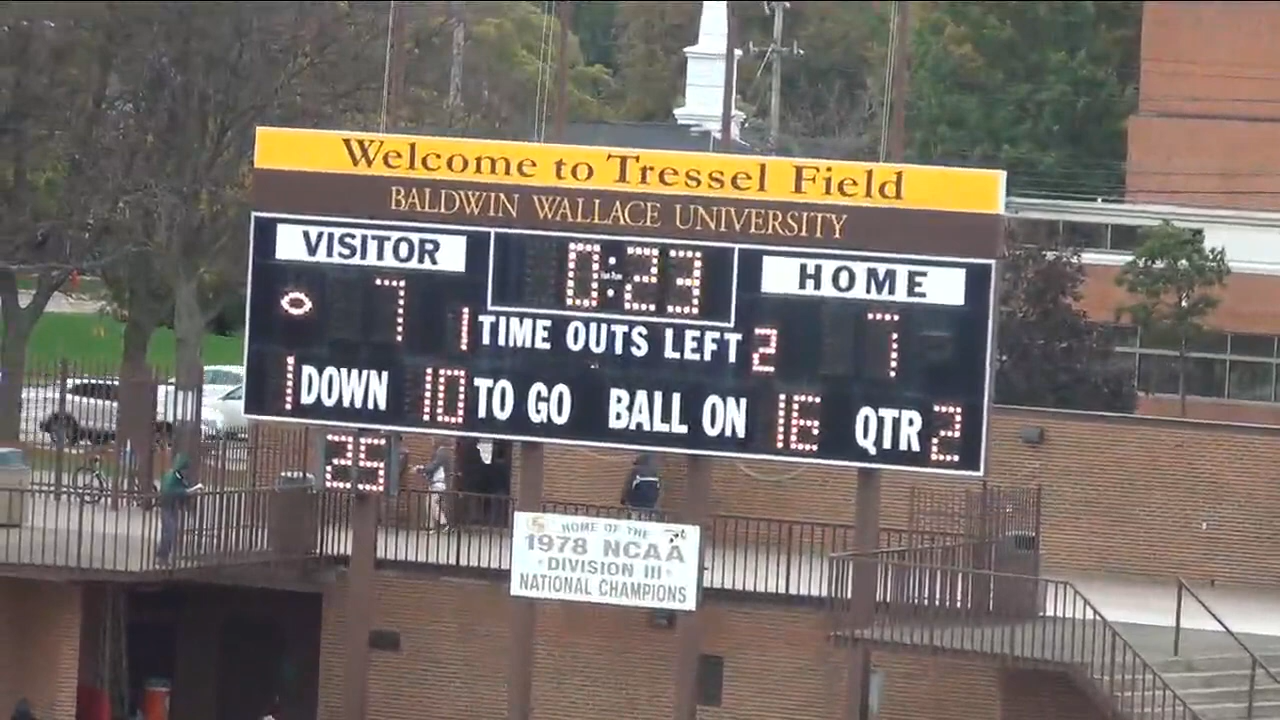 Welcome to Tressel Field
BALDWIN WALLACE UNIVERSITY
VISITOR 0:23 HOME
7 1 TIME OUTS LEFT 2 7
1 DOWN 10 TO GO BALL ON 16 QTR 2
25
HOME OF THE
1978 NCAA
DIVISION III
NATIONAL CHAMPIONS